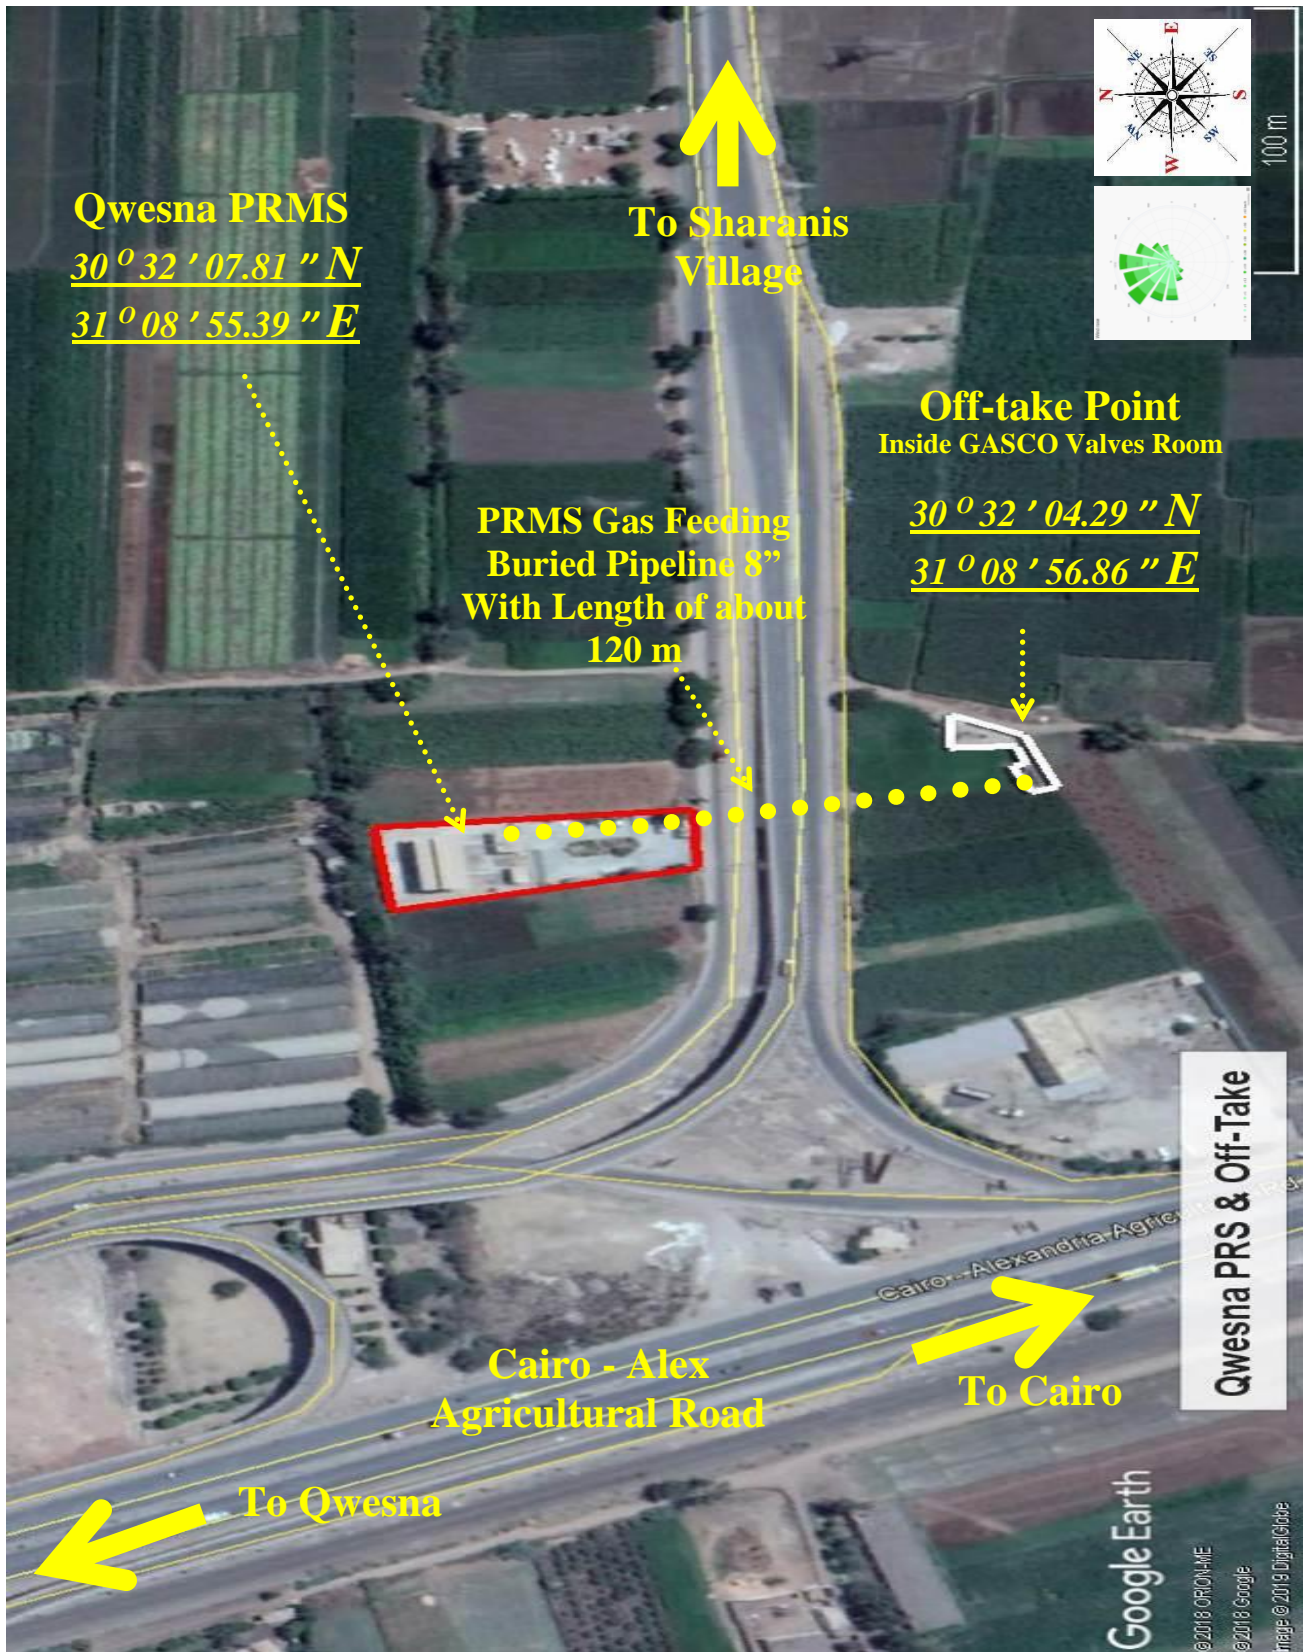 Qwesna PRMS
30 ° 32 ’ 07.81 ” N
31 ° 08 ’ 55.39 ” E
To Sharanis
Village
N
NE
E
SE
S
SW
W
NW
100 m
Off-take Point
Inside GASCO Valves Room
30 ° 32 ’ 04.29 ” N
31 ° 08 ’ 56.86 ” E
PRMS Gas Feeding
Buried Pipeline 8”
With Length of about
120 m
Qwesna PRS & Off-Take
Cairo - Alexandria Agricu Rd
Cairo - Alex
Agricultural Road
To Cairo
To Qwesna
Google Earth
© 2018 ORION-ME
© 2018 Google
mage © 2019 DigitalGlobe